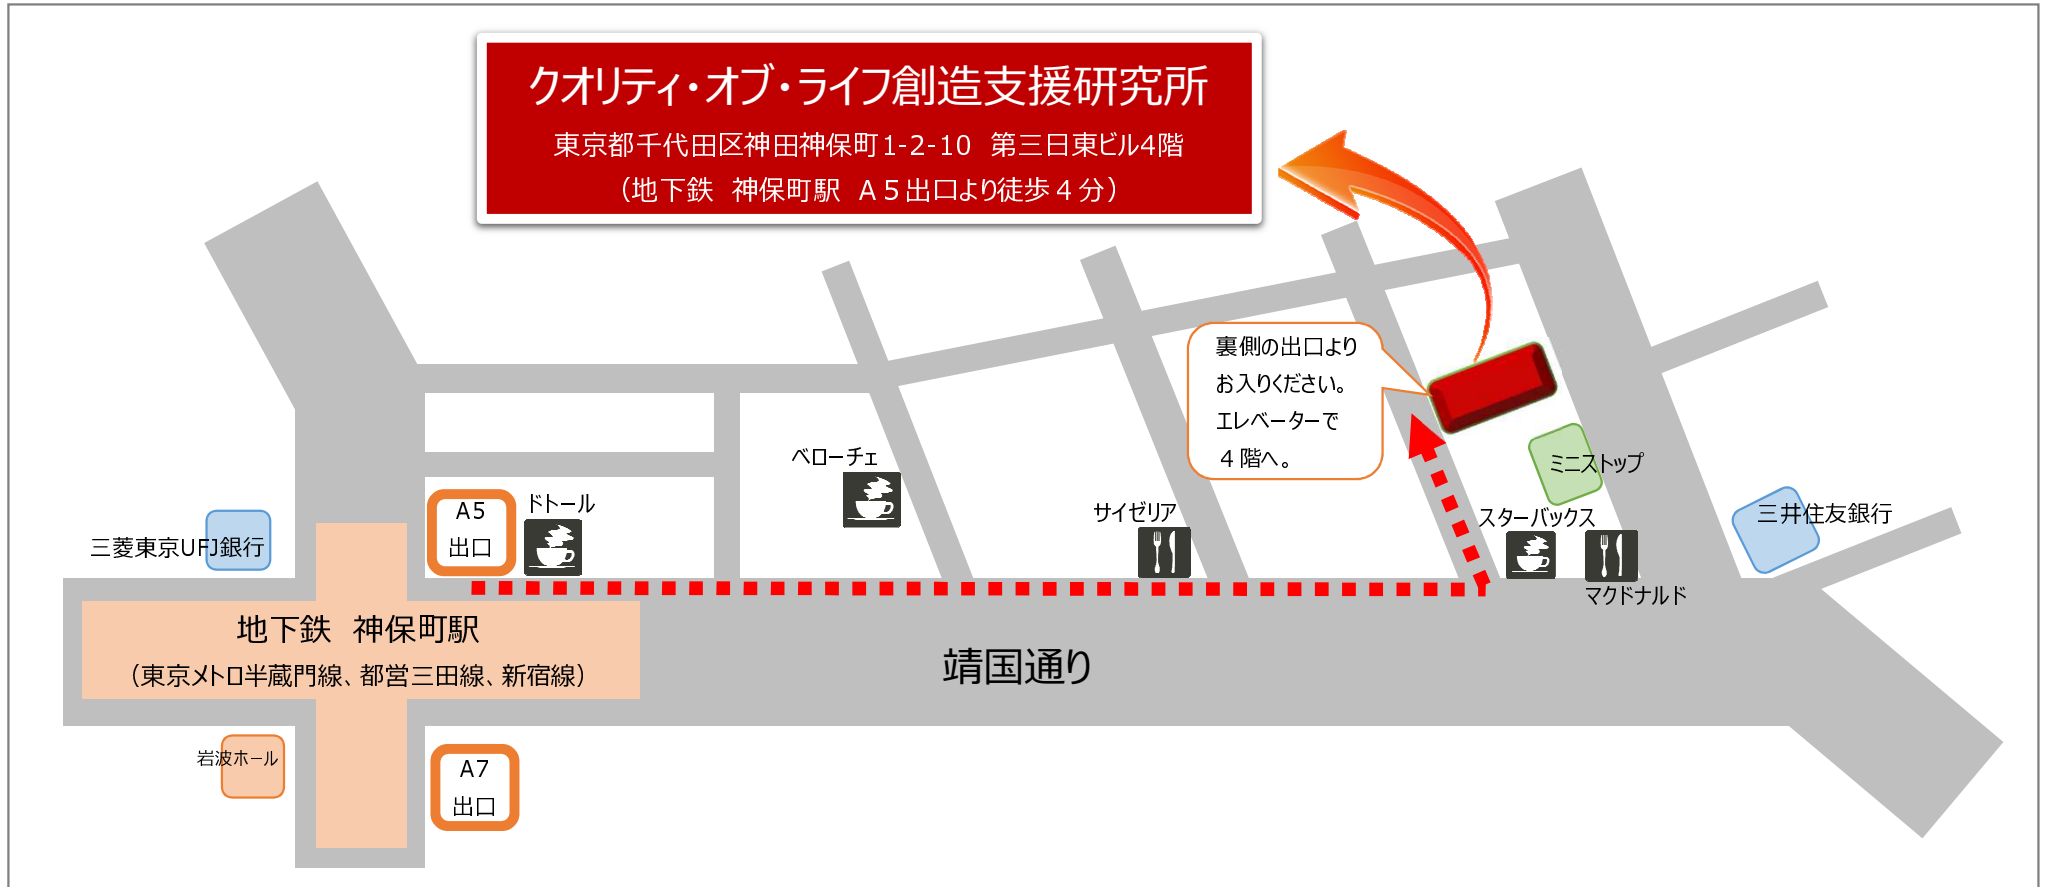 クオリティ・オブ・ライフ創造支援研究所
東京都千代田区神田神保町1-2-10　第三日東ビル4階
（地下鉄　神保町駅　Ａ５出口より徒歩４分）
裏側の出口より
お入りください。
エレベーターで
４階へ。
ベローチェ
ミニストップ
A5
出口
ドトール
サイゼリア
スターバックス
三井住友銀行
三菱東京UFJ銀行
マクドナルド
地下鉄　神保町駅
（東京メトロ半蔵門線、都営三田線、新宿線）
靖国通り
岩波ホール
A7
出口